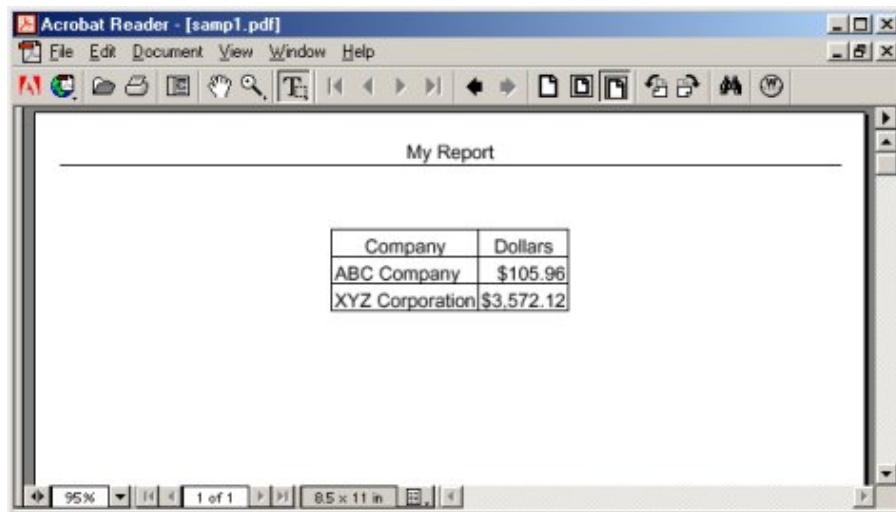 Acrobat Reader - [samp1.pdf]
File Edit Document View Window Help
My Report
Company Dollars
ABC Company $105.96
XYZ Corporation $3,572.12
95% 1 of 1 8.5 x 11 in